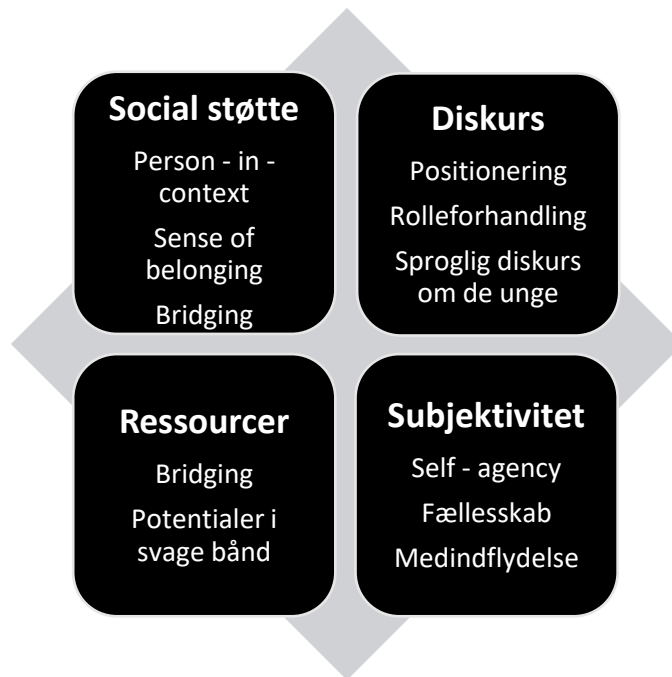 Social støtte
Person - in -
context
Sense of
belonging
Bridging
Diskurs
Positionering
Rolleforhandling
Sproglig diskurs
om de unge
Ressourcer
Bridging
Potentialer i
svage bånd
Subjektivitet
Self - agency
Fællesskab
Medindflydelse